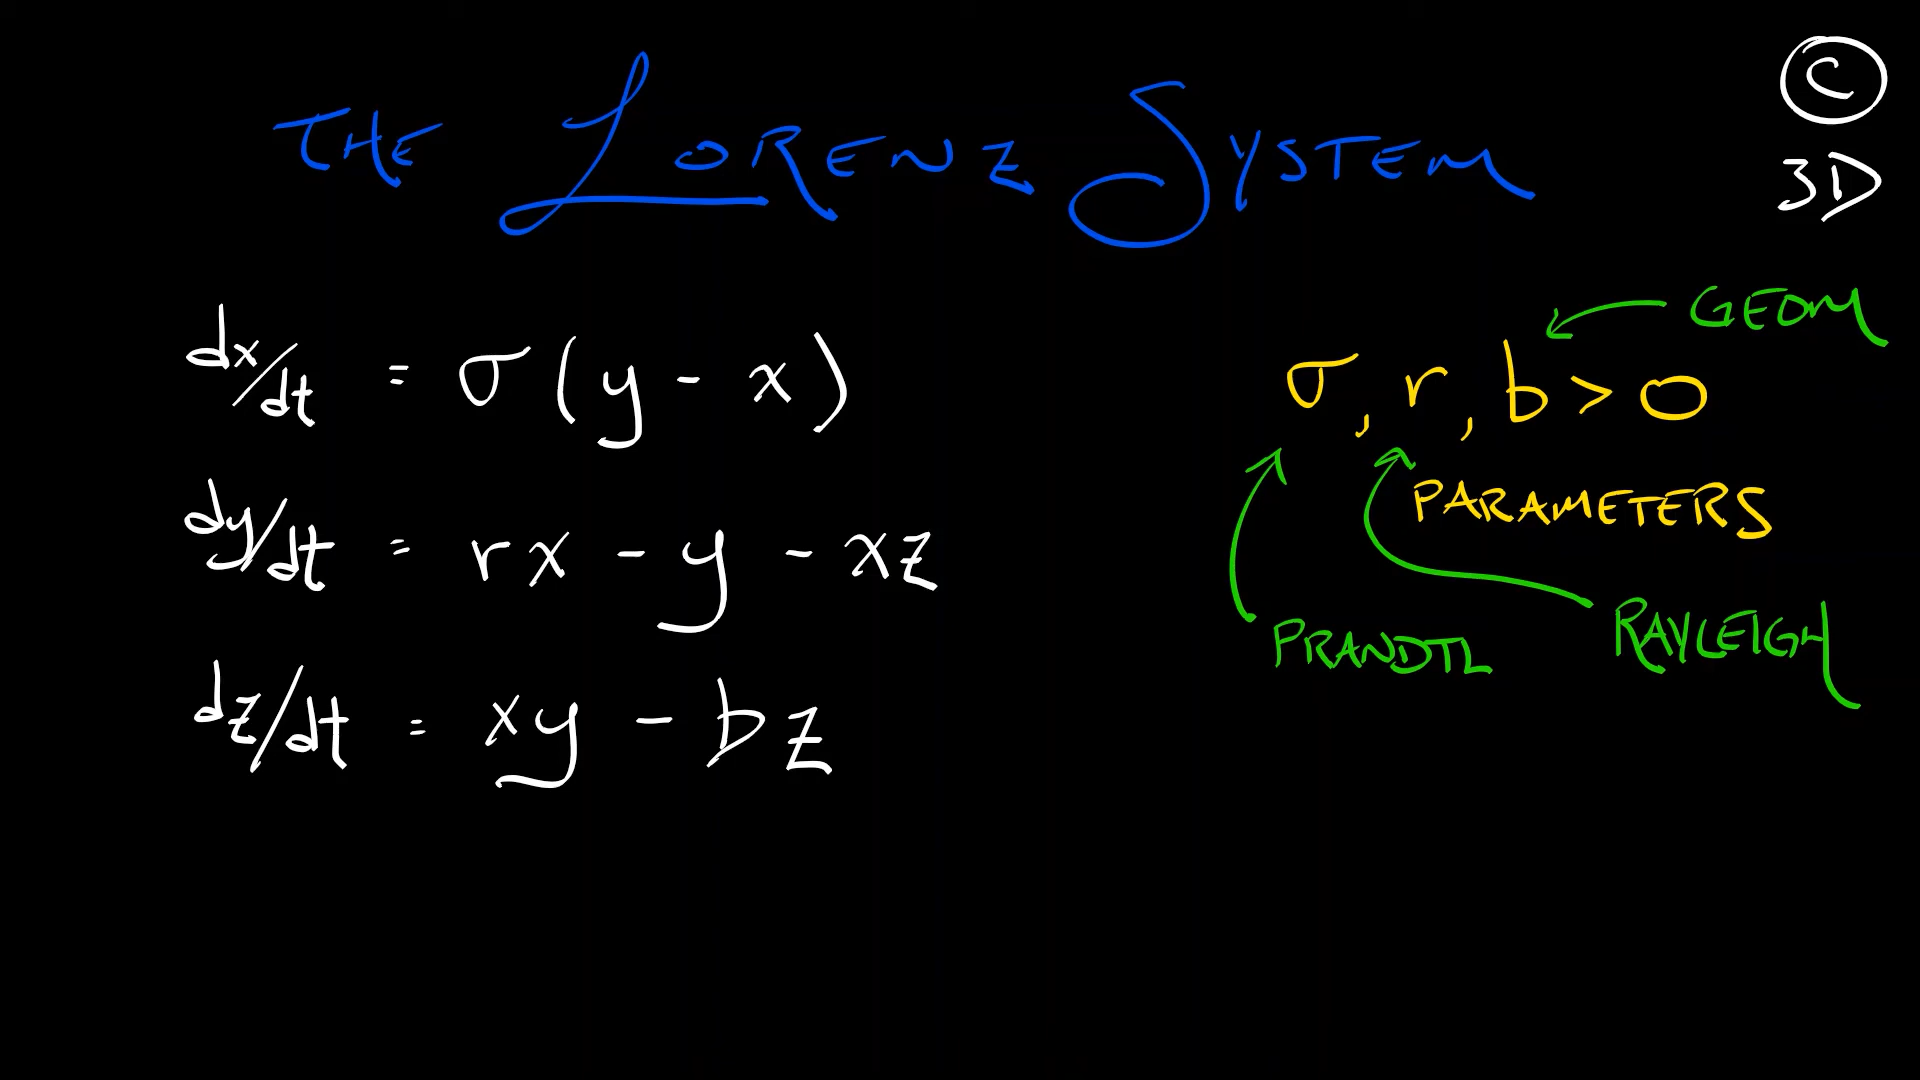 THE LORENZ SYSTEM
© 3D
dx/dt = σ(y - x)
dy/dt = rx - y - xz
dz/dt = xy - bz
GEOM
σ, r, b > 0
PARAMETERS
PRANDTL
RAYLEIGH